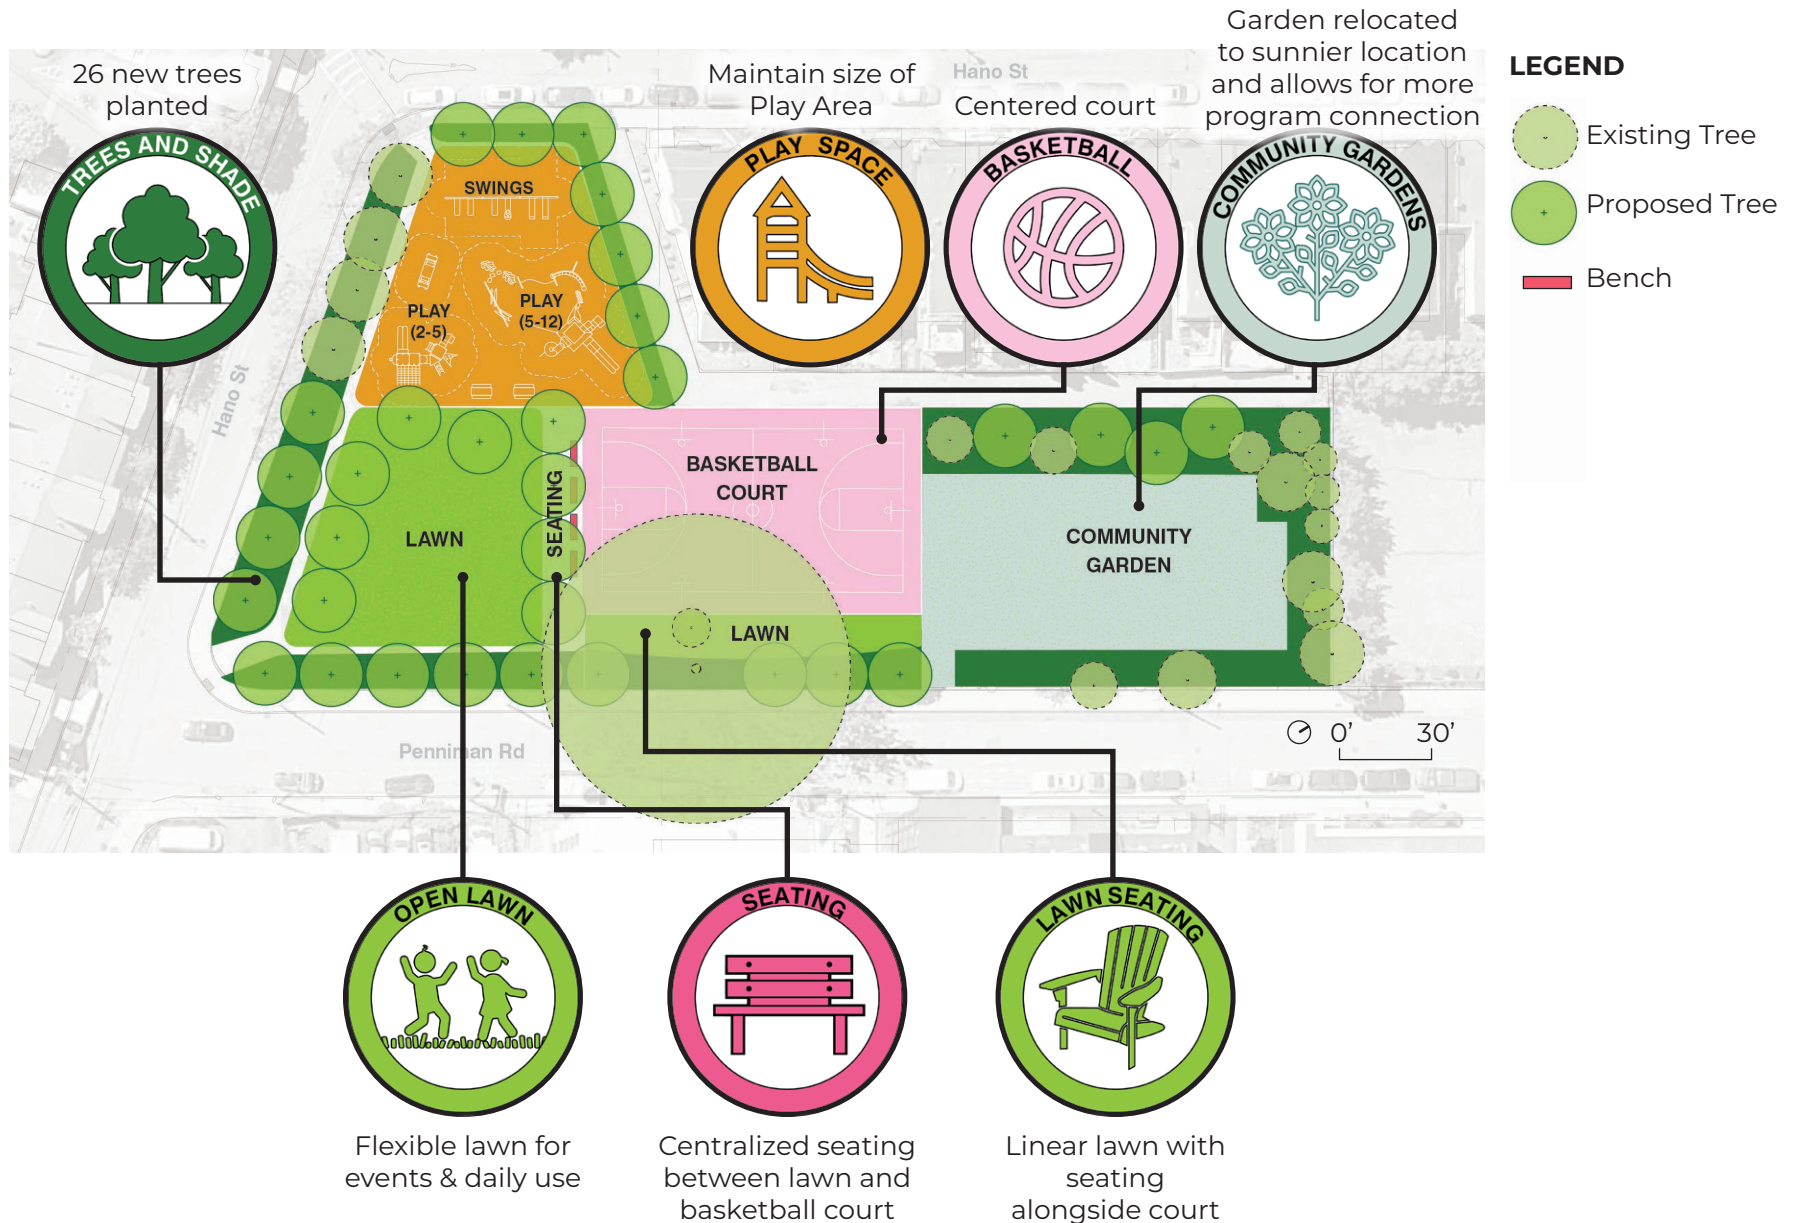 Garden relocated
to sunnier location
and allows for more
program connection
26 new trees
planted
Maintain size of
Play Area
Centered court
Hano St
LEGEND
Existing Tree
Proposed Tree
Bench
TREES AND SHADE
PLAY SPACE
BASKETBALL
COMMUNITY GARDENS
SWINGS
PLAY
(2-5)
PLAY
(5-12)
Hano St
BASKETBALL
COURT
SEATING
LAWN
COMMUNITY
GARDEN
LAWN
Penniman Rd
0’ 30’
OPEN LAWN
SEATING
LAWN SEATING
Flexible lawn for
events & daily use
Centralized seating
between lawn and
basketball court
Linear lawn with
seating
alongside court